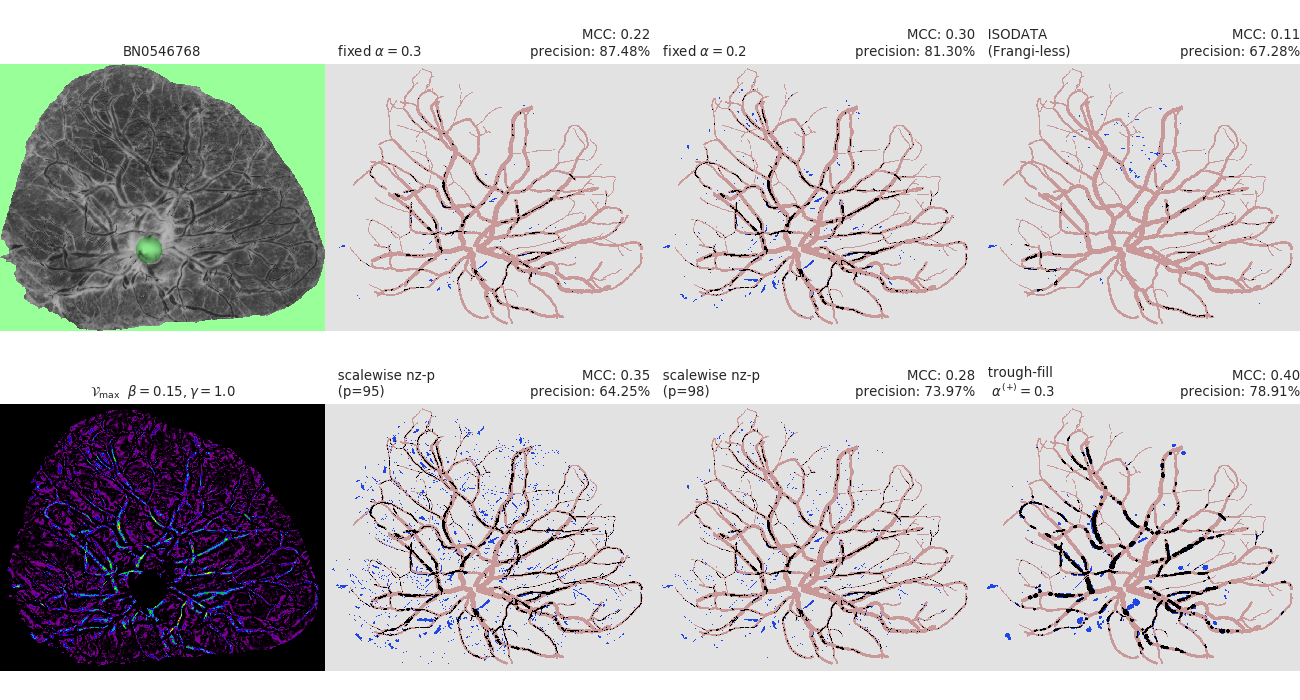 BN0546768
fixed α = 0.3
MCC: 0.22
precision: 87.48%
fixed α = 0.2
MCC: 0.30
precision: 81.30%
ISODATA
(Frangi-less)
MCC: 0.11
precision: 67.28%
𝒱max β = 0.15, γ = 1.0
scalewise nz-p
(p=95)
MCC: 0.35
precision: 64.25%
scalewise nz-p
(p=98)
MCC: 0.28
precision: 73.97%
trough-fill
α(+) = 0.3
MCC: 0.40
precision: 78.91%